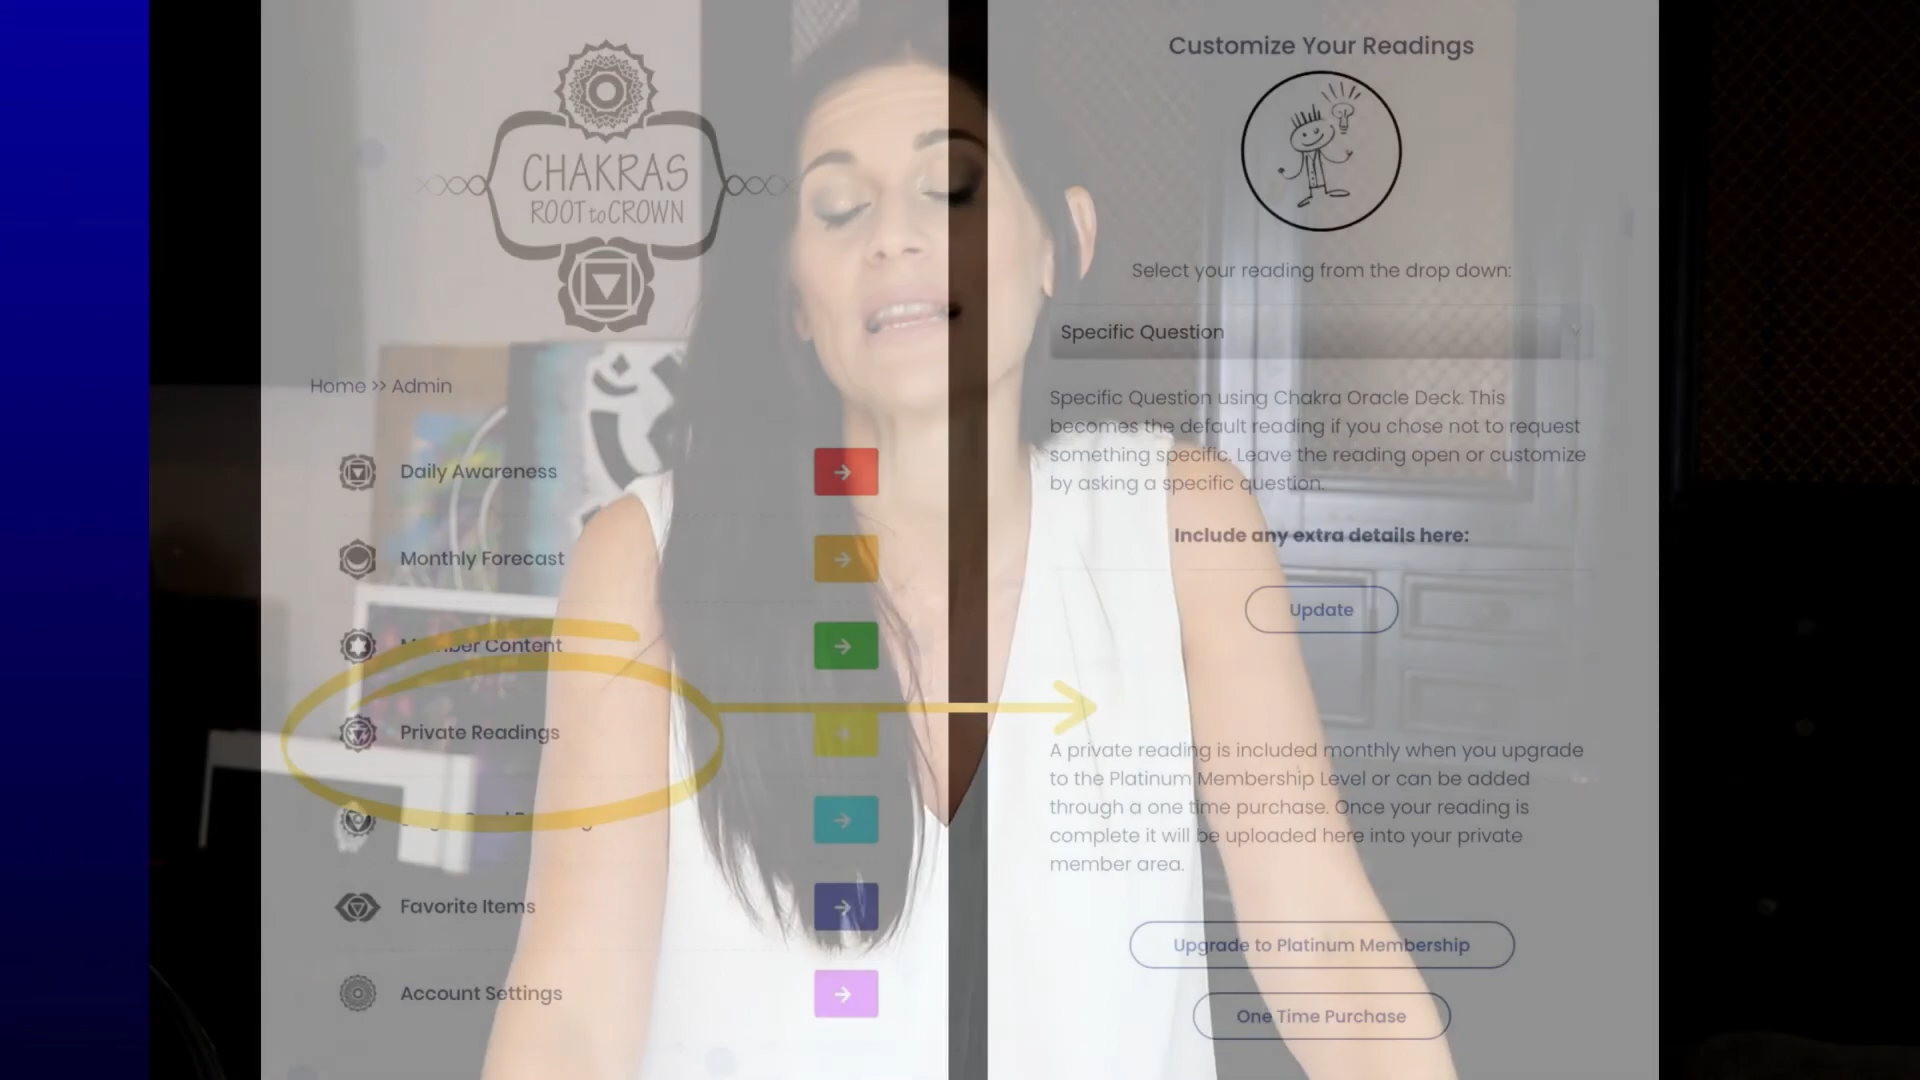 CHAKRAS
ROOT to CROWN
Home >> Admin
Daily Awareness
Monthly Forecast
Content
Private Readings
Favorite Items
Account Settings
Customize Your Readings
Select your reading from the drop down:
Specific Question
Specific Question using Chakra Oracle Deck. This
becomes the default reading if you chose not to request
something specific. Leave the reading open or customize
by asking a specific question.
Include any extra details here:
Update
A private reading is included monthly when you upgrade
to the Platinum Membership Level or can be added
through a one time purchase. Once your reading is
complete it will be uploaded here into your private
member area.
Upgrade to Platinum Membership
One Time Purchase